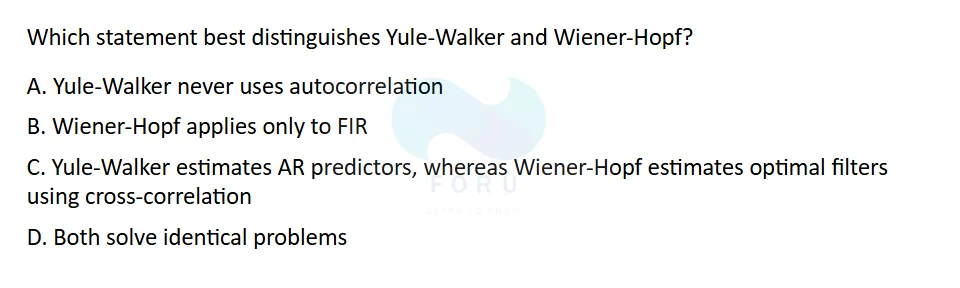 Which statement best distinguishes Yule-Walker and Wiener-Hopf?
A. Yule-Walker never uses autocorrelation
B. Wiener-Hopf applies only to FIR
C. Yule-Walker estimates AR predictors, whereas Wiener-Hopf estimates optimal filters
FORU
using cross-correlation
D. Both solve identical problems